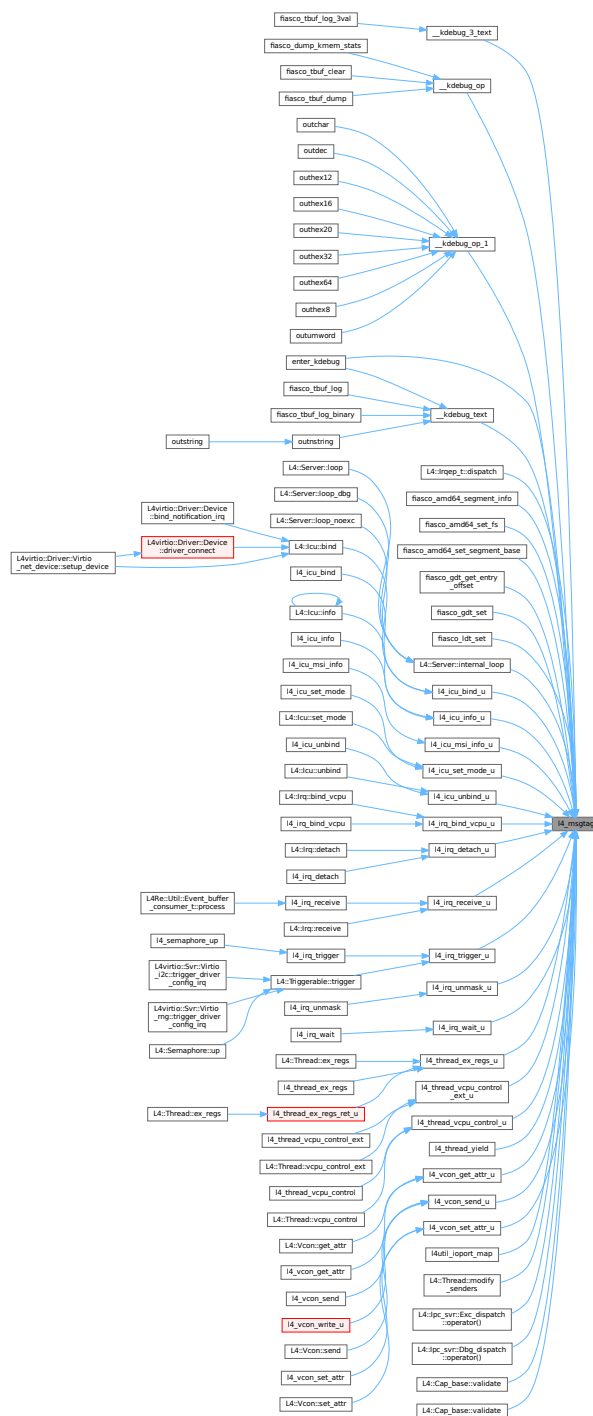 fiasco_tbuf_log_3val
__kdebug_3_text
fiasco_dump_kmem_stats
fiasco_tbuf_clear
__kdebug_op
fiasco_tbuf_dump
outchar
outdec
outhex12
outhex16
outhex20
__kdebug_op_1
outhex32
outhex64
outhex8
outumword
enter_kdebug
fiasco_tbuf_log
fiasco_tbuf_log_binary
__kdebug_text
outstring
outnstring
L4::Server::loop
L4::Irqep_t::dispatch
L4::Server::loop_dbg
fiasco_amd64_segment_info
L4virtio::Driver::Device
::bind_notification_irq
L4::Server::loop_noexc
fiasco_amd64_set_fs
L4virtio::Driver::Device
::driver_connect
L4::Icu::bind
fiasco_amd64_set_segment_base
L4virtio::Driver::Virtio
_net_device::setup_device
l4_icu_bind
fiasco_gdt_get_entry
_offset
L4::Icu::info
fiasco_gdt_set
l4_icu_info
fiasco_ldt_set
l4_icu_msi_info
L4::Server::internal_loop
l4_icu_set_mode
l4_icu_bind_u
L4::Icu::set_mode
l4_icu_info_u
l4_icu_unbind
l4_icu_msi_info_u
L4::Icu::unbind
l4_icu_set_mode_u
L4::Irq::bind_vcpu
l4_icu_unbind_u
l4_irq_bind_vcpu
l4_irq_bind_vcpu_u
l4_msgtag
L4::Irq::detach
l4_irq_detach_u
l4_irq_detach
L4Re::Util::Event_buffer
_consumer_t::process
l4_irq_receive
l4_irq_receive_u
L4::Irq::receive
l4_semaphore_up
l4_irq_trigger
l4_irq_trigger_u
L4virtio::Svr::Virtio
_i2c::trigger_driver
_config_irq
L4::Triggerable::trigger
l4_irq_unmask_u
L4virtio::Svr::Virtio
_rng::trigger_driver
_config_irq
l4_irq_unmask
l4_irq_wait
l4_irq_wait_u
L4::Semaphore::up
L4::Thread::ex_regs
l4_thread_ex_regs_u
l4_thread_ex_regs
l4_thread_vcpu_control
_ext_u
L4::Thread::ex_regs
l4_thread_ex_regs_ret_u
l4_thread_vcpu_control_u
l4_thread_vcpu_control_ext
l4_thread_yield
L4::Thread::vcpu_control_ext
l4_vcon_get_attr_u
l4_thread_vcpu_control
l4_vcon_send_u
L4::Thread::vcpu_control
l4_vcon_set_attr_u
L4::Vcon::get_attr
l4util_ioport_map
l4_vcon_get_attr
L4::Thread::modify
_senders
l4_vcon_send
L4::Ipc_svr::Exc_dispatch
::operator()
l4_vcon_write_u
L4::Vcon::send
L4::Ipc_svr::Dbg_dispatch
::operator()
l4_vcon_set_attr
L4::Cap_base::validate
L4::Vcon::set_attr
L4::Cap_base::validate